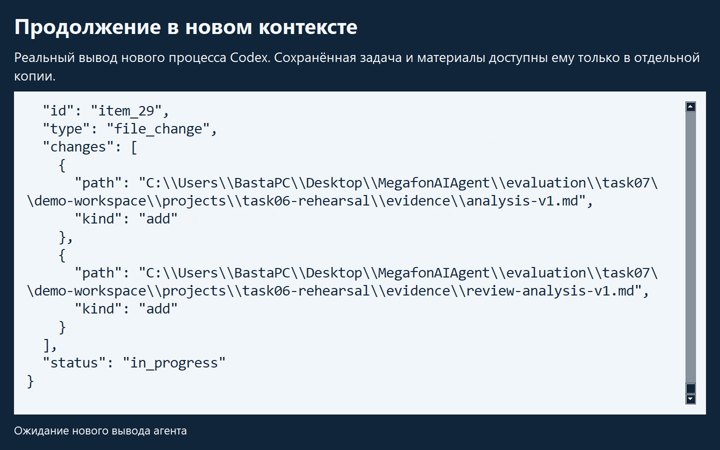 Продолжение в новом контексте
Реальный вывод нового процесса Codex. Сохранённая задача и материалы доступны ему только в отдельной
копии.
"id": "item_29",
"type": "file_change",
"changes": [
{
"path": "C:\\Users\\BastaPC\\Desktop\\MegafonAIAgent\\evaluation\\task07\
\demo-workspace\\projects\\task06-rehearsal\\evidence\\analysis-v1.md",
"kind": "add"
},
{
"path": "C:\\Users\\BastaPC\\Desktop\\MegafonAIAgent\\evaluation\\task07\
\demo-workspace\\projects\\task06-rehearsal\\evidence\\review-analysis-v1.md",
"kind": "add"
}
],
"status": "in_progress"
}
Ожидание нового вывода агента